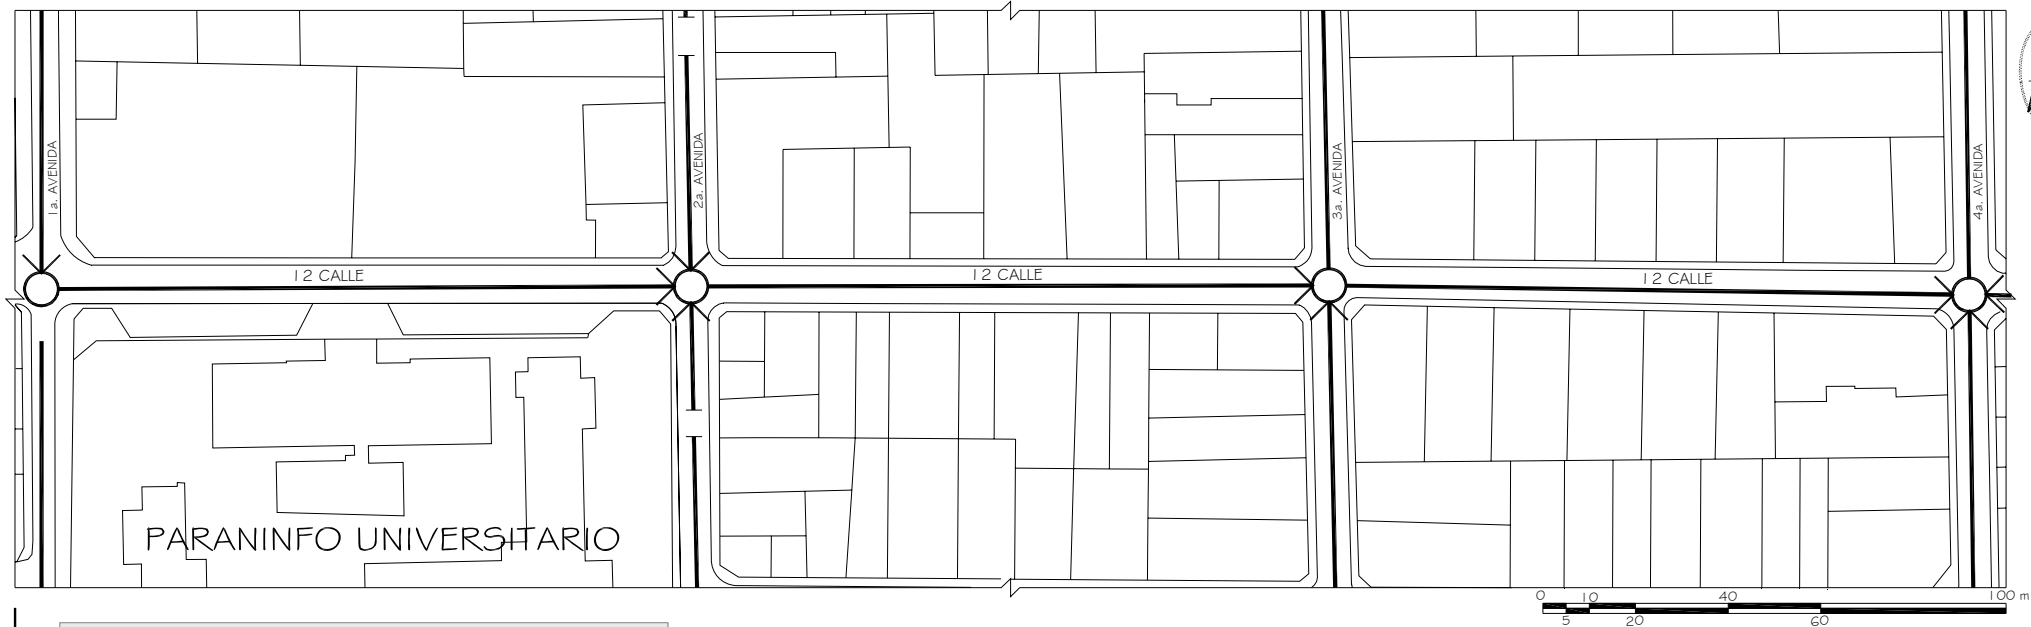 1a. AVENIDA
2a. AVENIDA
3a. AVENIDA
4a. AVENIDA
12 CALLE
12 CALLE
12 CALLE
PARANINFO UNIVERSITARIO
0 10 40 100 m
5 20 60